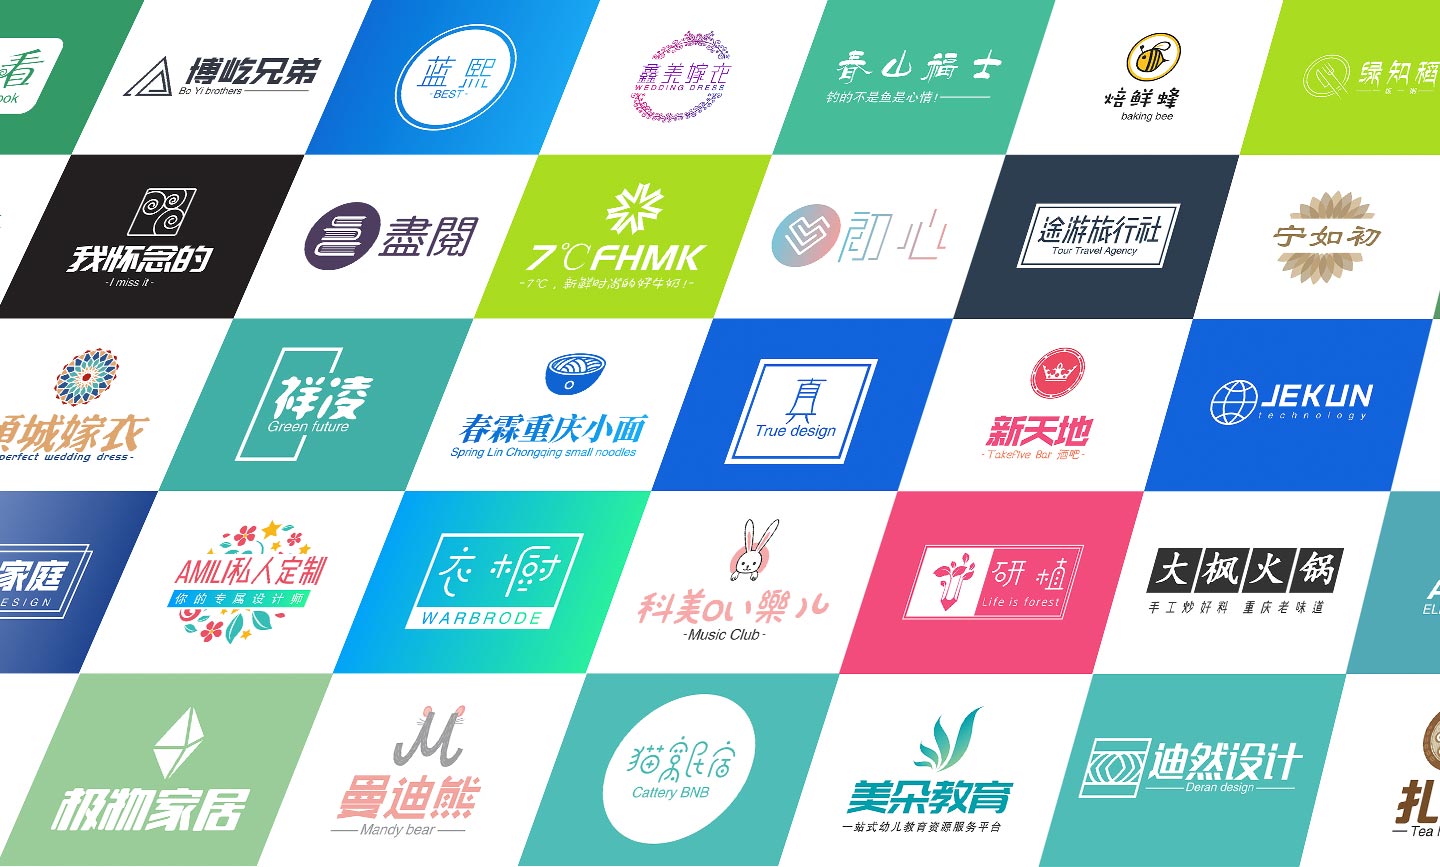 看
ook
博屹兄弟
Bo Yi brothers
蓝熙
-BEST-
鑫美嫁衣
WEDDING DRESS
春山福士
钓的不是鱼是心情!
焙鲜蜂
baking bee
绿知稻
我怀念的
-I miss it-
盡閱
7℃FHMK
-7℃，新鲜时尚的好牛奶!-
初心
途游旅行社
Tour Travel Agency
宁如初
傾城嫁衣
perfect wedding dress-
祥凌
Green future
春霖重庆小面
Spring Lin Chongqing small noodles
真
True design
新天地
-Takefive Bar 酒吧-
JEKUN
technology
家庭
DESIGN
AMILI私人定制
你的专属设计师
衣橱
WARBRODE
科美音乐樂儿
-Music Club-
研植
Life is forest
大枫火锅
手工炒好料 重庆老味道
A
EL
极物家居
M
曼迪熊
Mandy bear
猫窝民宿
Cattery BNB
美朵教育
一站式幼儿教育资源服务平台
迪然设计
Deran design
扎
Tea